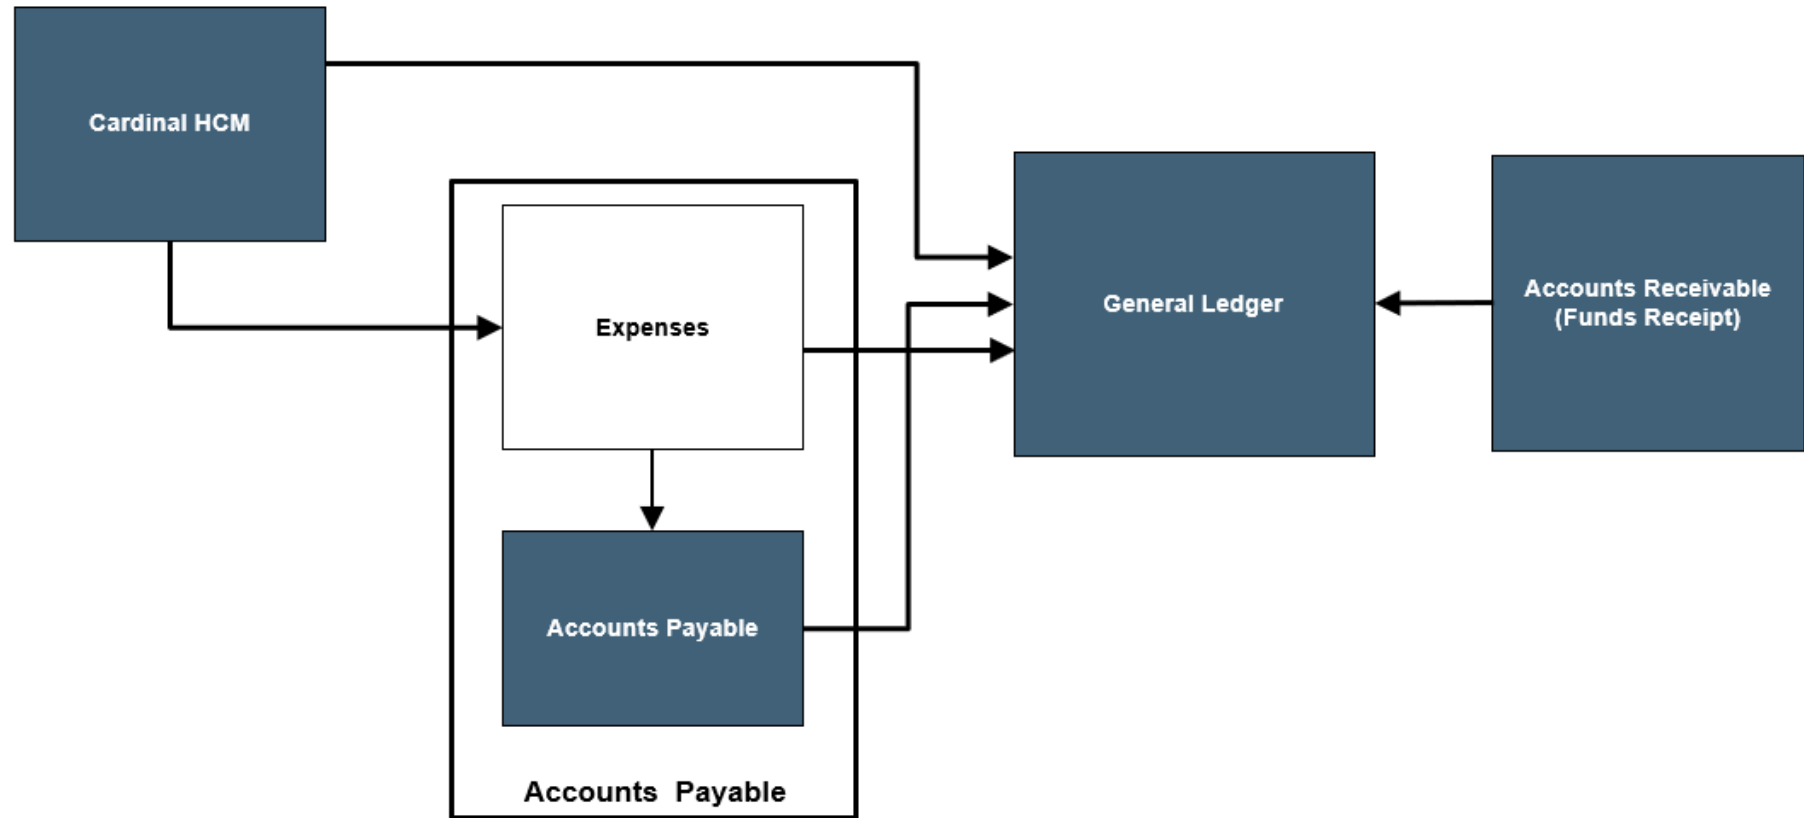 Cardinal HCM
Expenses
Accounts Payable
Accounts Payable
General Ledger
Accounts Receivable
(Funds Receipt)